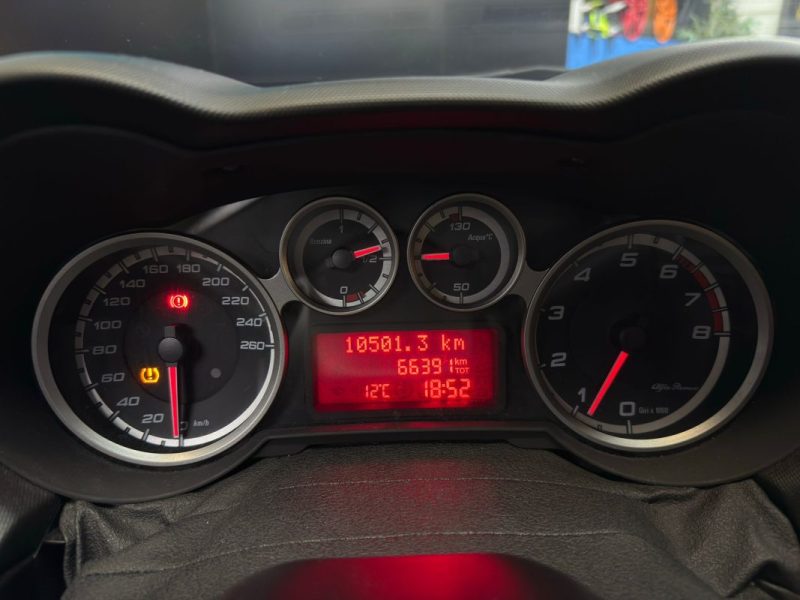 160 180
140 200
120 220
100 240
80 260
60
40
20
0
km/h
1
Benzina
1/2
0
130
Acqua °C
50
10501.3 km
66391 km TOT
12°C 18:52
5
4 6
3 7
2 8
1 0
Alfa Romeo
Giri x 1000